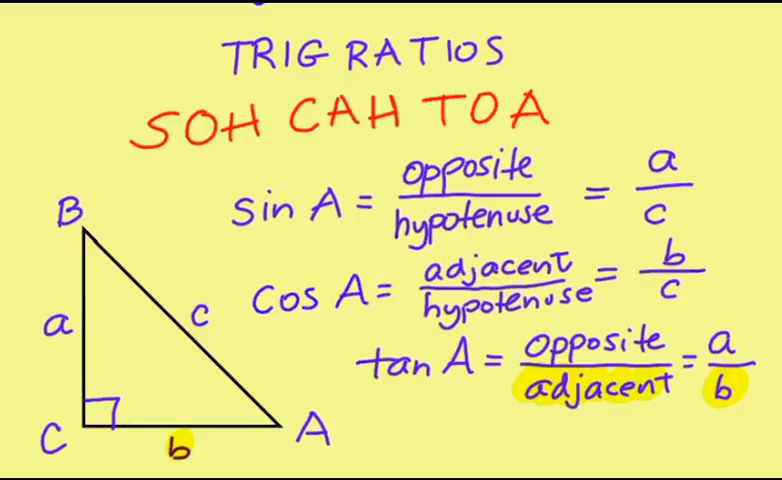 TRIG RATIOS
SOH CAH TOA
sin A = opposite / hypotenuse = a / c
cos A = adjacent / hypotenuse = b / c
tan A = opposite / adjacent = a / b
B
a
c
C
b
A